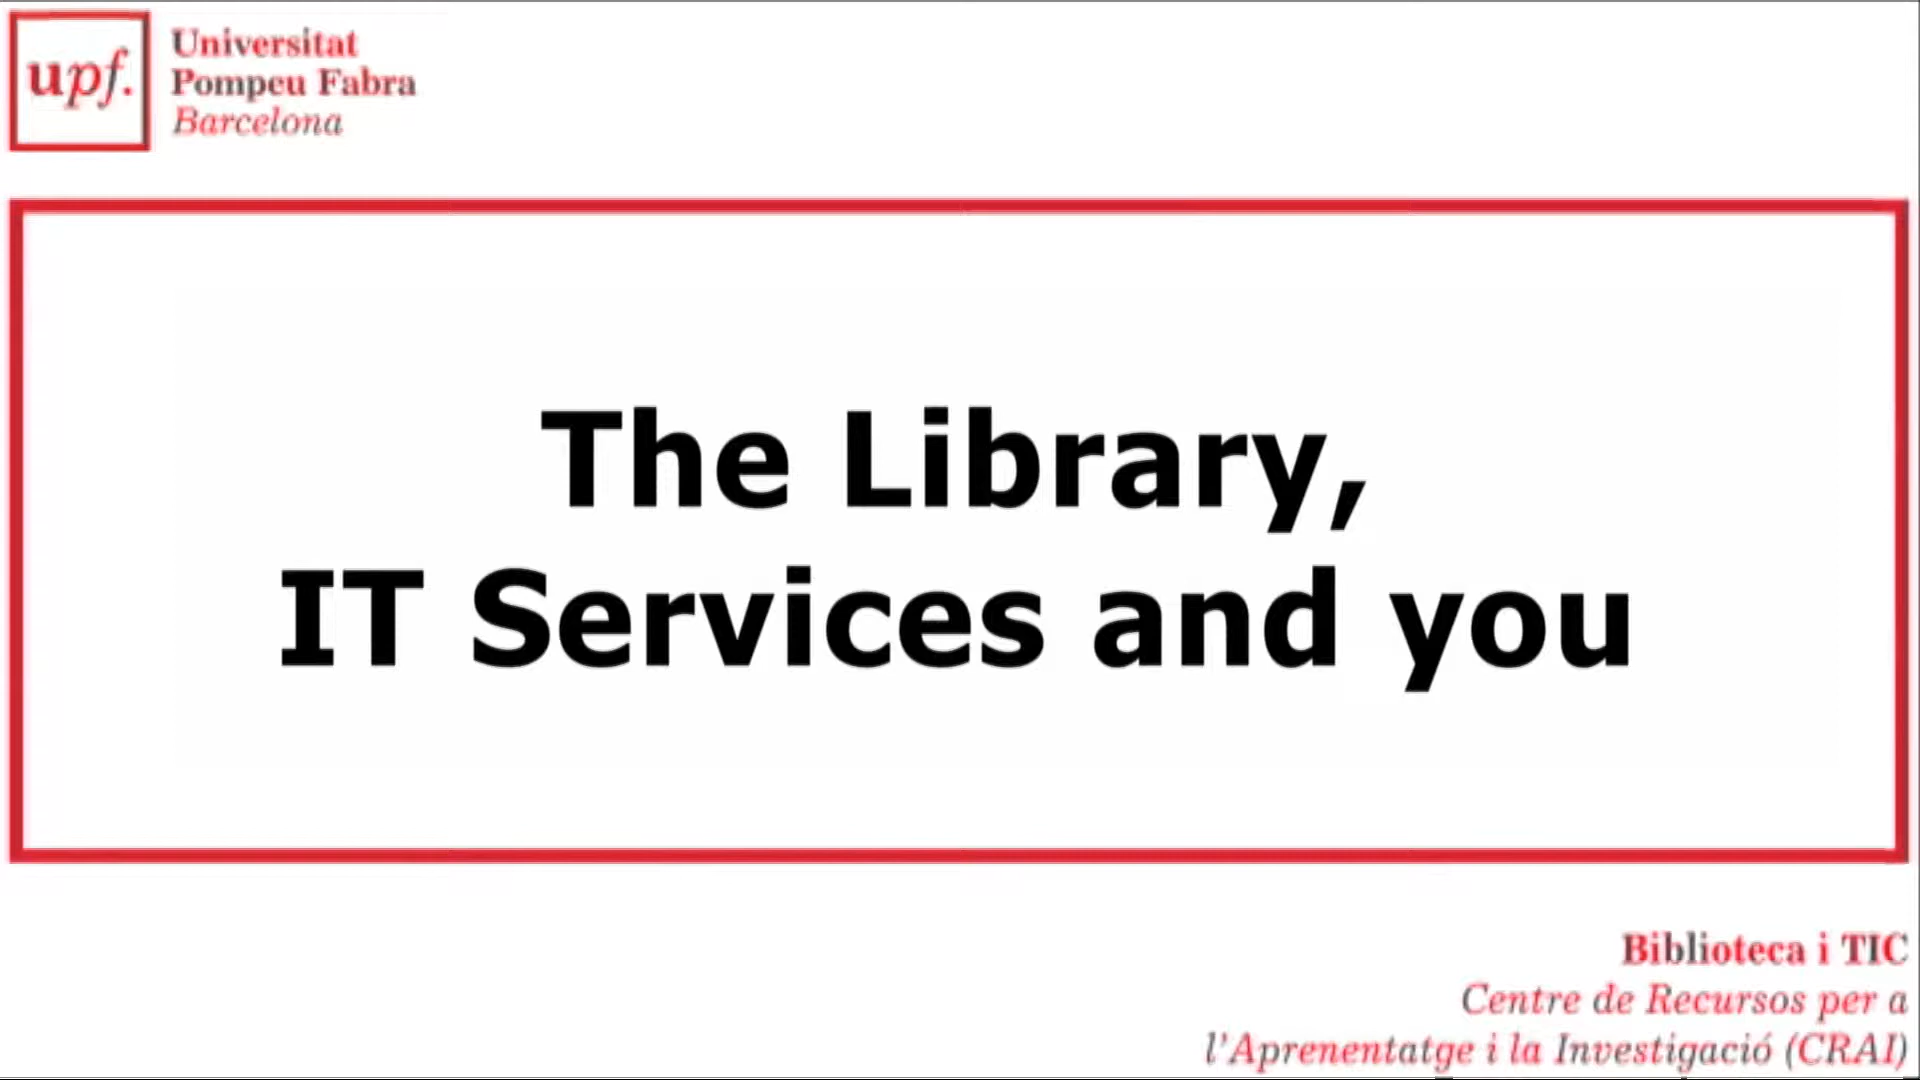 upf.
Universitat
Pompeu Fabra
Barcelona
The Library,
IT Services and you
Biblioteca i TIC
Centre de Recursos per a
l'Aprenentatge i la Investigació (CRAI)